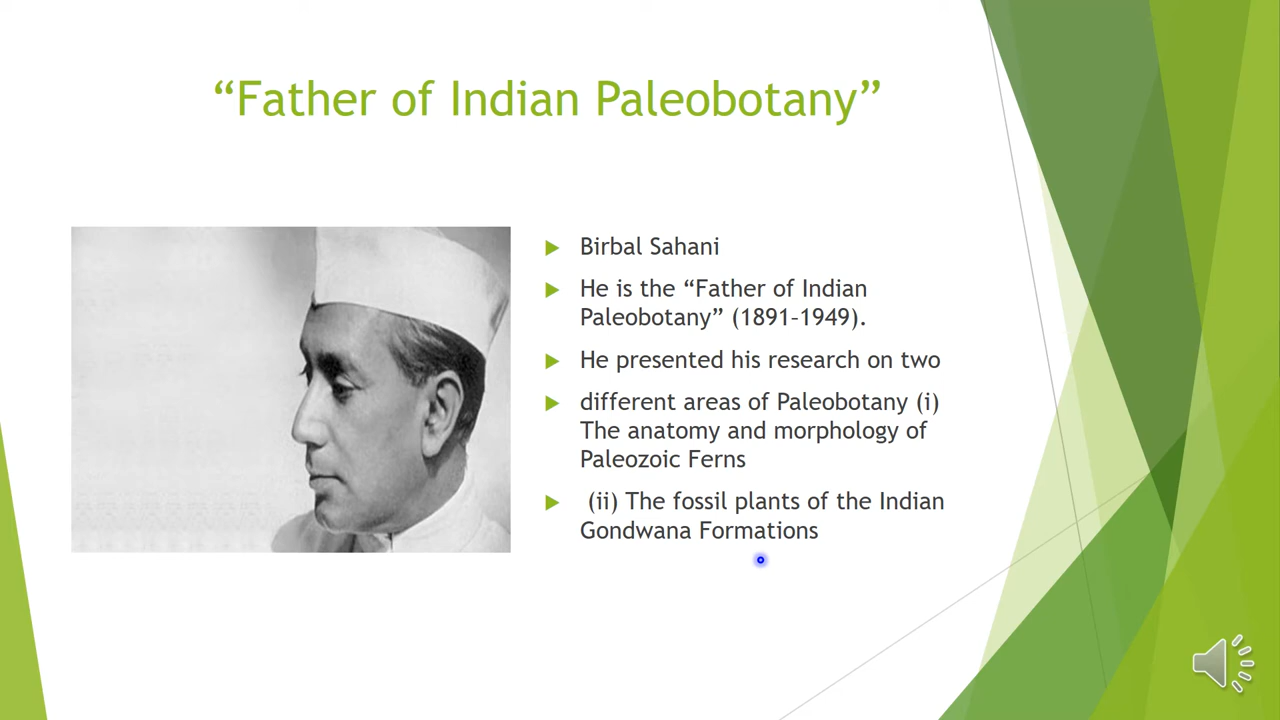 “Father of Indian Paleobotany”
Birbal Sahani
He is the “Father of Indian
Paleobotany” (1891–1949).
He presented his research on two
different areas of Paleobotany (i)
The anatomy and morphology of
Paleozoic Ferns
(ii) The fossil plants of the Indian
Gondwana Formations